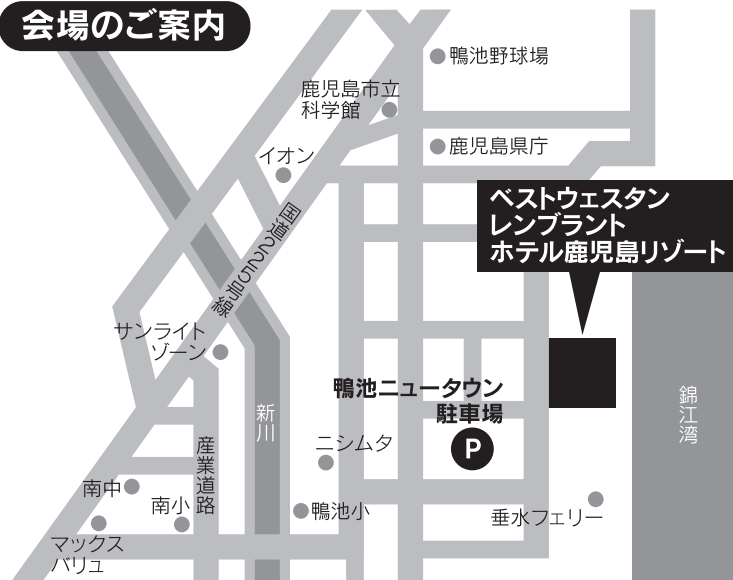 会場のご案内
鴨池野球場
鹿児島市立
科学館
鹿児島県庁
イオン
ベストウェスタン
レンブラント
ホテル鹿児島リゾート
国道225号線
サンライト
ゾーン
鴨池ニュータウン
駐車場
P
新川
錦江湾
産業道路
ニシムタ
南中
南小
鴨池小
垂水フェリー
マックス
バリュ